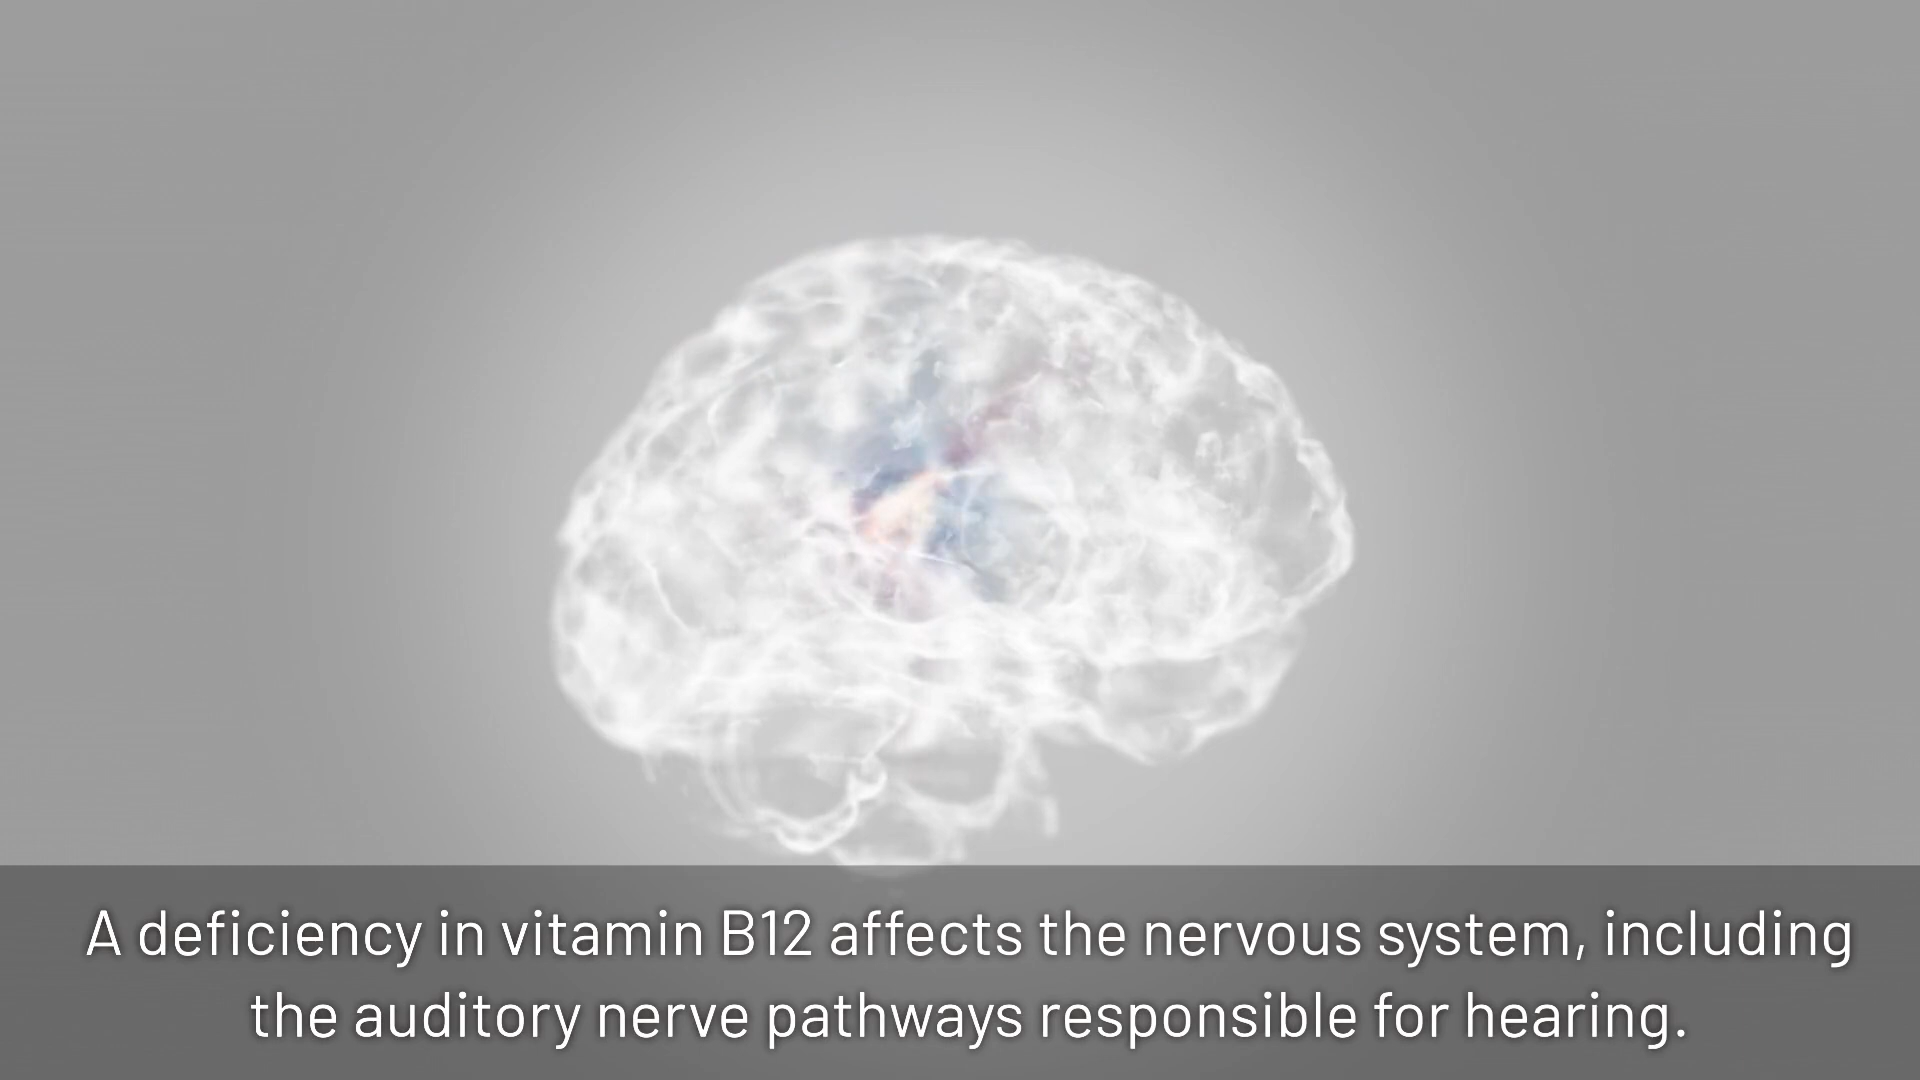 A deficiency in vitamin B12 affects the nervous system, including
the auditory nerve pathways responsible for hearing.